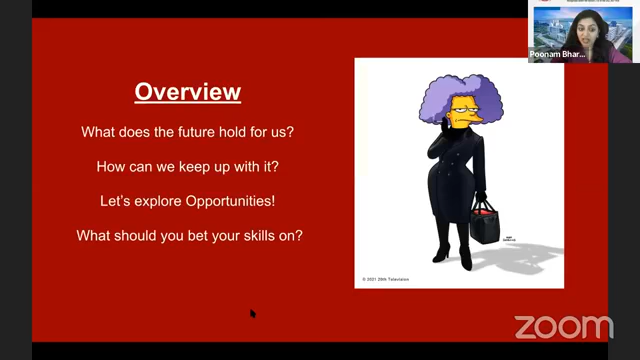 Overview
What does the future hold for us?
How can we keep up with it?
Let's explore Opportunities!
What should you bet your skills on?
© 2021 20th Television
Poonam Bhar...
zoom